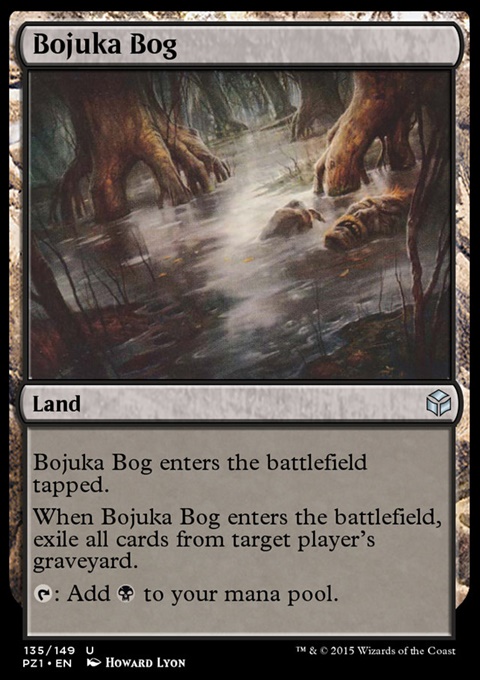 Bojuka Bog
Land
Bojuka Bog enters the battlefield
tapped.
When Bojuka Bog enters the battlefield,
exile all cards from target player's
graveyard.
: Add to your mana pool.
135/149 U
PZ1 • EN Howard Lyon
™ & © 2015 Wizards of the Coast